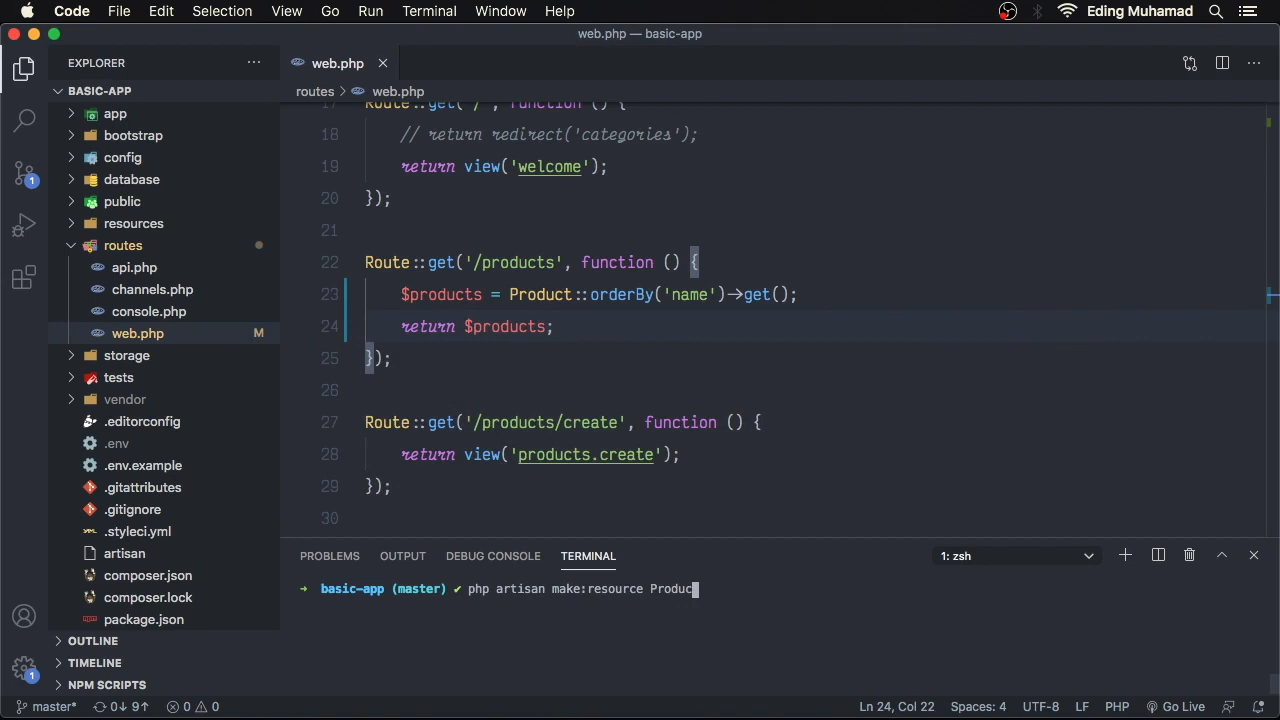 Code File Edit Selection View Go Run Terminal Window Help Eding Muhamad
web.php — basic-app
EXPLORER
web.php
BASIC-APP
routes > web.php
app
bootstrap
config
database
public
resources
routes
api.php
channels.php
console.php
web.php M
storage
tests
vendor
.editorconfig
.env
.env.example
.gitattributes
.gitignore
.styleci.yml
artisan
composer.json
composer.lock
package.json
OUTLINE
TIMELINE
NPM SCRIPTS
1
1
17 Route::get('/', function () {
18 // return redirect('categories');
19 return view('welcome');
20 });
21
22 Route::get('/products', function () {
23 $products = Product::orderBy('name')->get();
24 return $products;
25 });
26
27 Route::get('/products/create', function () {
28 return view('products.create');
29 });
30
PROBLEMS OUTPUT DEBUG CONSOLE TERMINAL 1: zsh
➜ basic-app (master) ✔ php artisan make:resource Produc
master* 0↓ 9↑ 0 0 Ln 24, Col 22 Spaces: 4 UTF-8 LF PHP Go Live